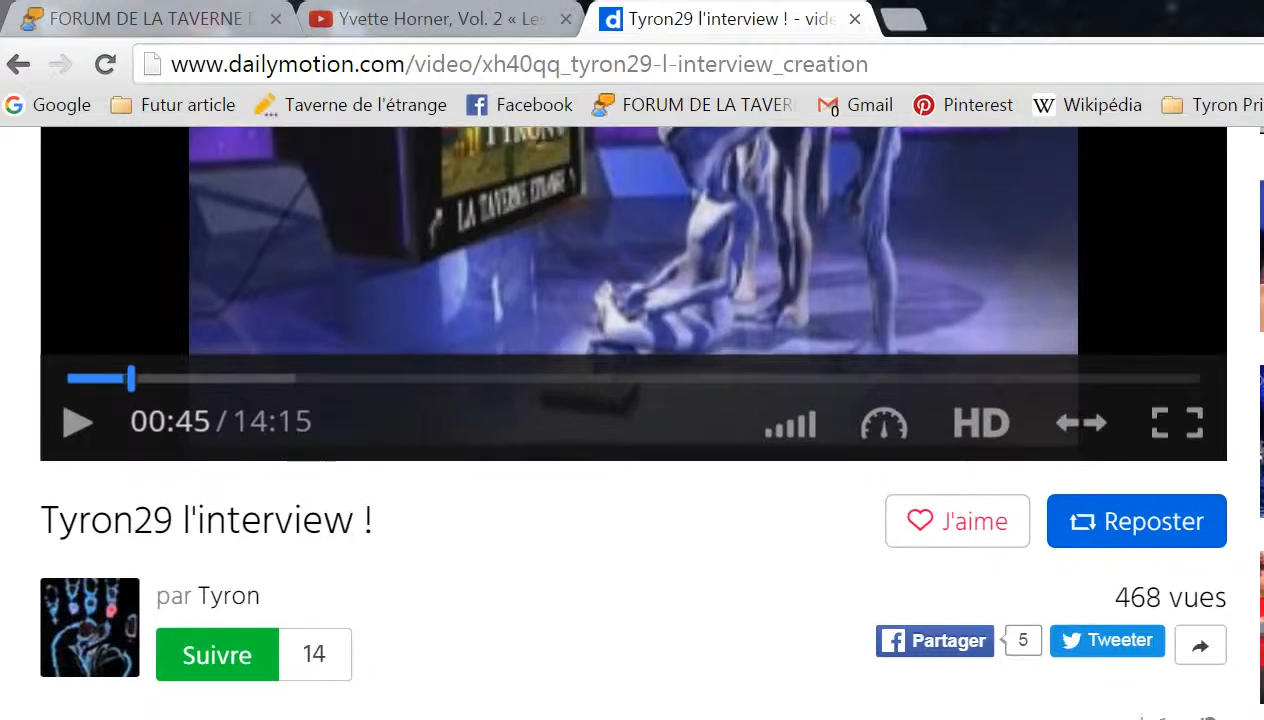 FORUM DE LA TAVERNE D
Yvette Horner, Vol. 2 « Les
Tyron29 l'interview ! - vide
www.dailymotion.com/video/xh40qq_tyron29-l-interview_creation
Google Futur article Taverne de l'étrange Facebook FORUM DE LA TAVER Gmail Pinterest Wikipédia Tyron Pri
LA TAVERNE ETRANGE
00:45 / 14:15
HD
Tyron29 l'interview !
J'aime
Reposter
par Tyron
468 vues
Suivre 14
Partager 5 Tweeter